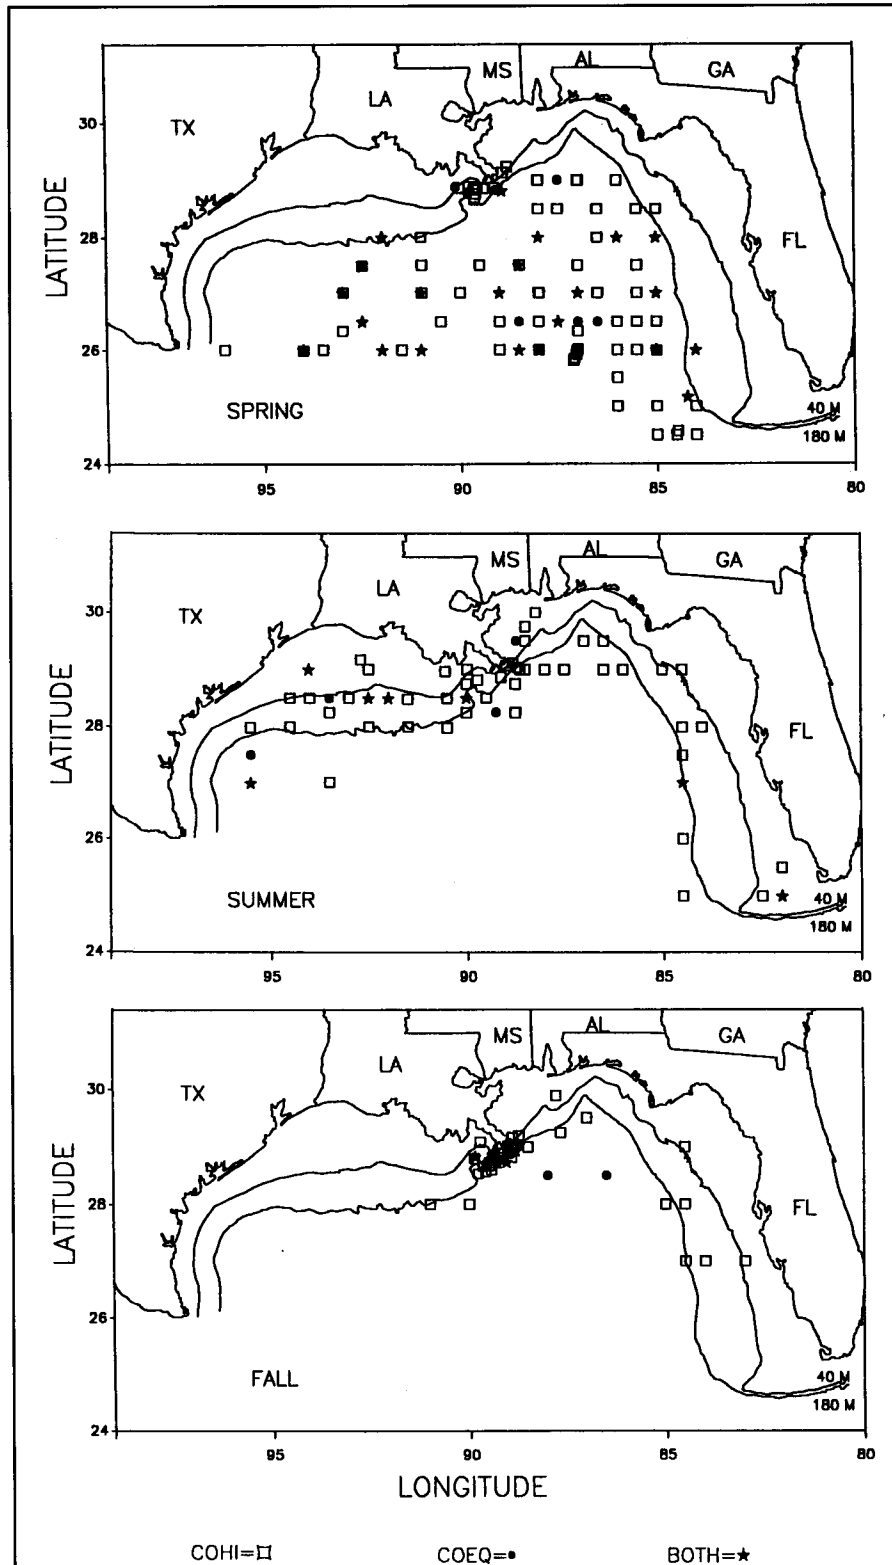 MS
AL
GA
LA
TX
FL
30
28
26
24
LATITUDE
SPRING
40 M
180 M
95
90
85
80
MS
AL
GA
LA
TX
FL
30
28
26
24
LATITUDE
SUMMER
40 M
180 M
95
90
85
80
MS
AL
GA
LA
TX
FL
30
28
26
24
LATITUDE
FALL
40 M
180 M
95
90
85
80
LONGITUDE
COHI=□ COEQ=● BOTH=★